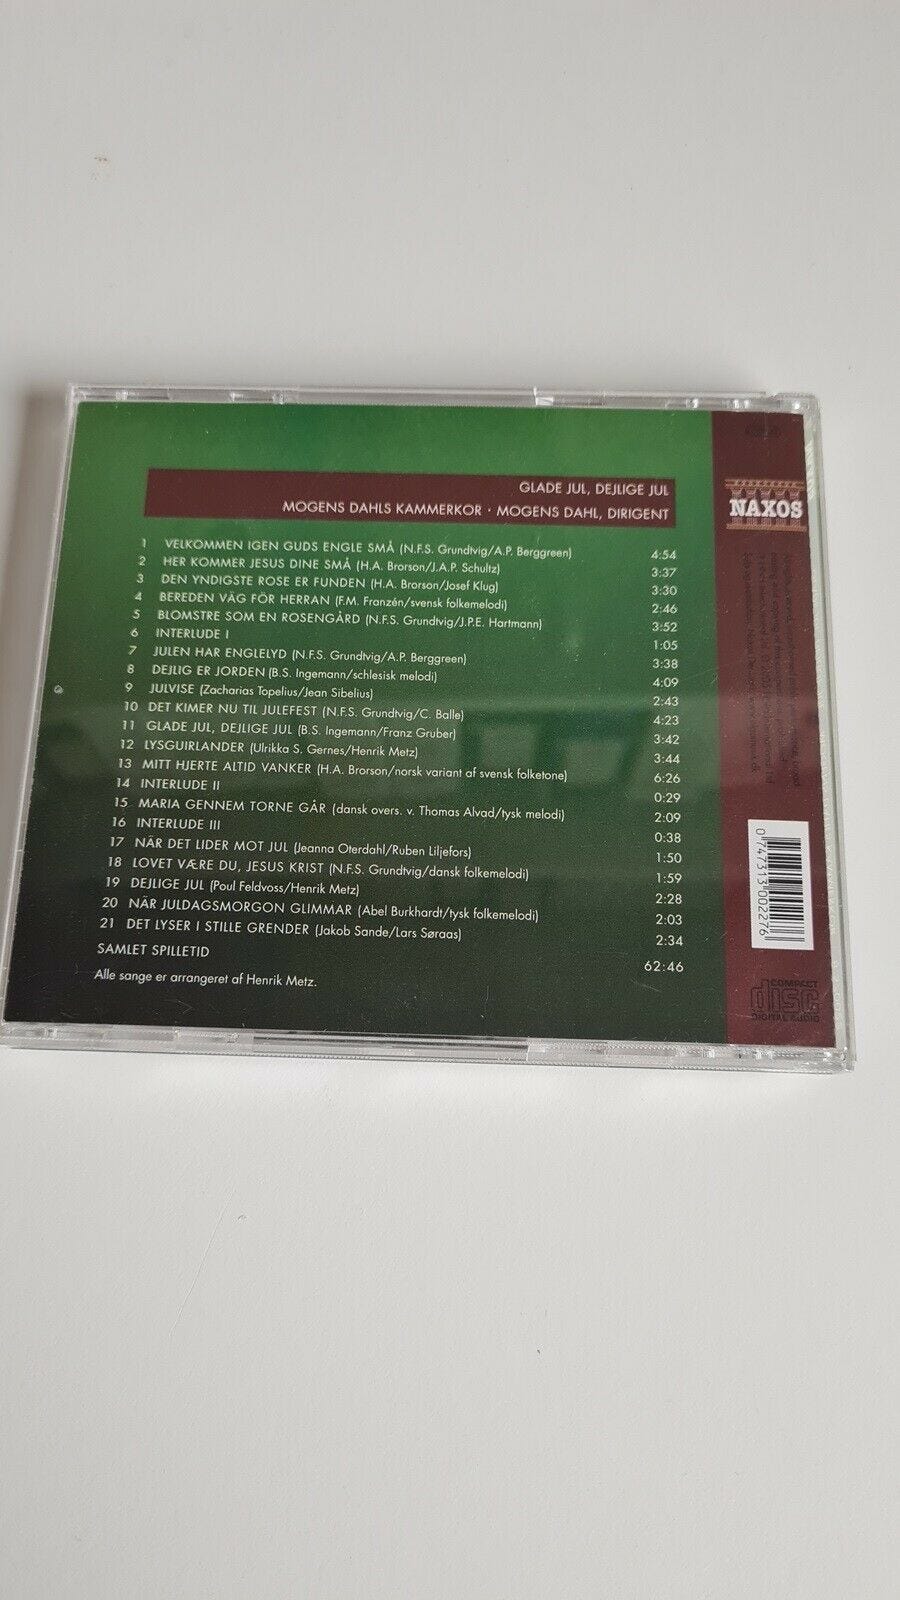 GLADE JUL, DEJLIGE JUL
MOGENS DAHLS KAMMERKOR · MOGENS DAHL, DIRIGENT
1 VELKOMMEN IGEN GUDS ENGLE SMÅ (N.F.S. Grundtvig/A.P. Berggreen) 4:54
2 HER KOMMER JESUS DINE SMÅ (H.A. Brorson/J.A.P. Schultz) 3:37
3 DEN YNDIGSTE ROSE ER FUNDEN (H.A. Brorson/Josef Klug) 3:30
4 BEREDEN VÄG FÖR HERRAN (F.M. Franzén/svensk folkemelodi) 2:46
5 BLOMSTRE SOM EN ROSENGÅRD (N.F.S. Grundtvig/J.P.E. Hartmann) 3:52
6 INTERLUDE I 1:05
7 JULEN HAR ENGLELYD (N.F.S. Grundtvig/A.P. Berggreen) 3:38
8 DEJLIG ER JORDEN (B.S. Ingemann/schlesisk melodi) 4:09
9 JULVISE (Zacharias Topelius/Jean Sibelius) 2:43
10 DET KIMER NU TIL JULEFEST (N.F.S. Grundtvig/C. Balle) 4:23
11 GLADE JUL, DEJLIGE JUL (B.S. Ingemann/Franz Gruber) 3:42
12 LYSGUIRLANDER (Ulrikka S. Gernes/Henrik Metz) 3:44
13 MITT HJERTE ALTID VANKER (H.A. Brorson/norsk variant af svensk folketone) 6:26
14 INTERLUDE II 0:29
15 MARIA GENNEM TORNE GÅR (dansk overs. v. Thomas Alvad/tysk melodi) 2:09
16 INTERLUDE III 0:38
17 NÄR DET LIDER MOT JUL (Jeanna Oterdahl/Ruben Liljefors) 1:50
18 LOVET VÆRE DU, JESUS KRIST (N.F.S. Grundtvig/dansk folkemelodi) 1:59
19 DEJLIGE JUL (Poul Feldvoss/Henrik Metz) 2:28
20 NÄR JULDAGSMORGON GLIMMAR (Abel Burkhardt/tysk folkemelodi) 2:03
21 DET LYSER I STILLE GRENDER (Jakob Sande/Lars Søraas) 2:34
SAMLET SPILLETID 62:46
Alle sange er arrangeret af Henrik Metz.
NAXOS
0 747313 002276
COMPACT
disc
DIGITAL AUDIO